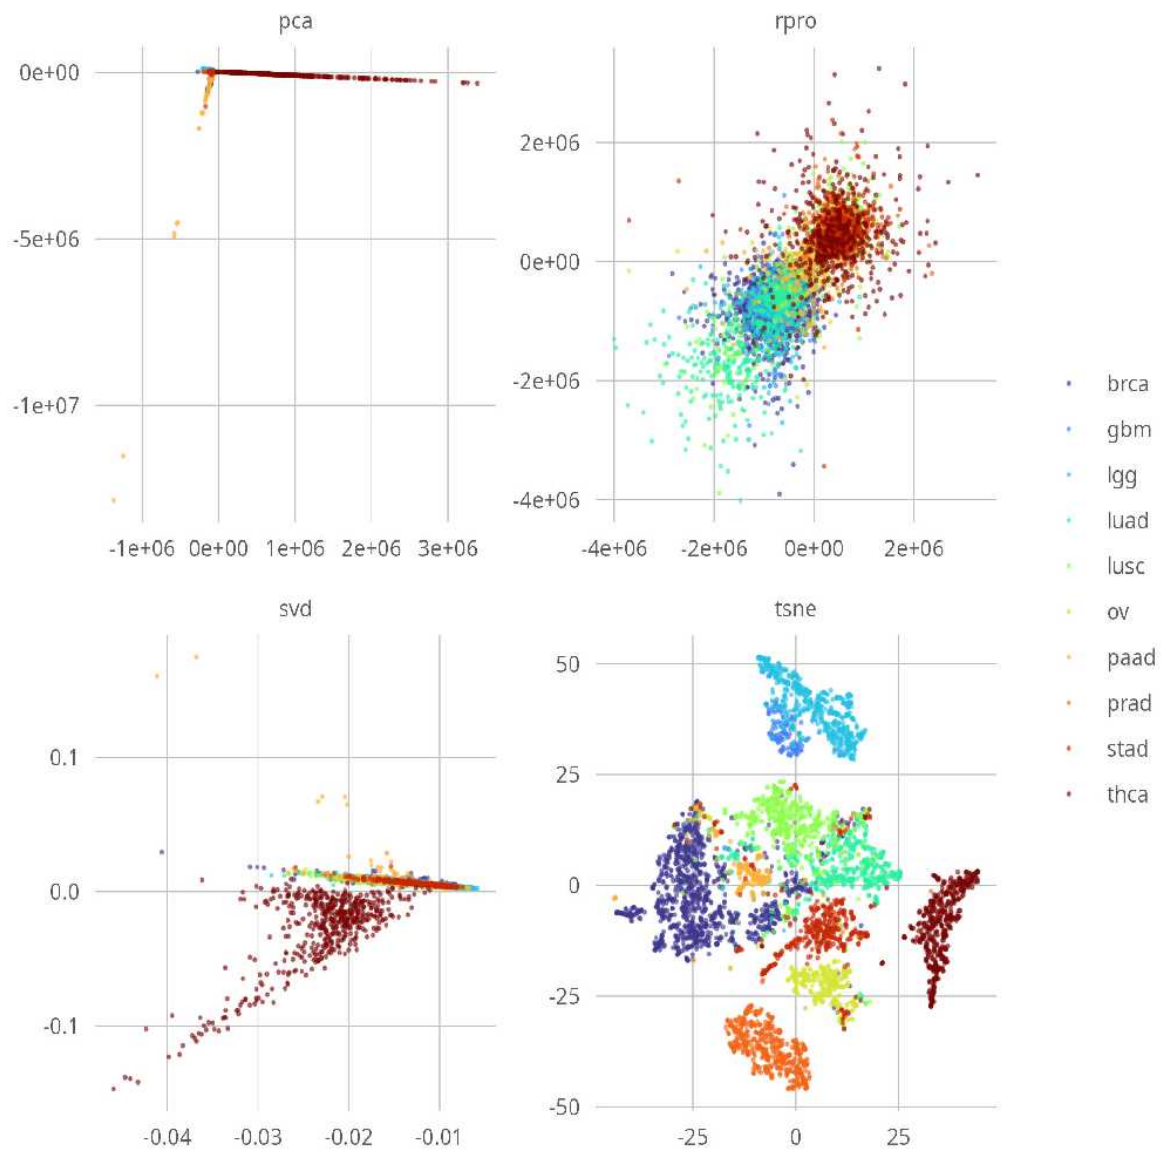 pca
0e+00
-5e+06
-1e+07
-1e+06 0e+00 1e+06 2e+06 3e+06
rpro
2e+06
0e+00
-2e+06
-4e+06
-4e+06 -2e+06 0e+00 2e+06
svd
0.1
0.0
-0.1
-0.04 -0.03 -0.02 -0.01
tsne
50
25
0
-25
-50
-25 0 25
brca
gbm
lgg
luad
lusc
ov
paad
prad
stad
thca